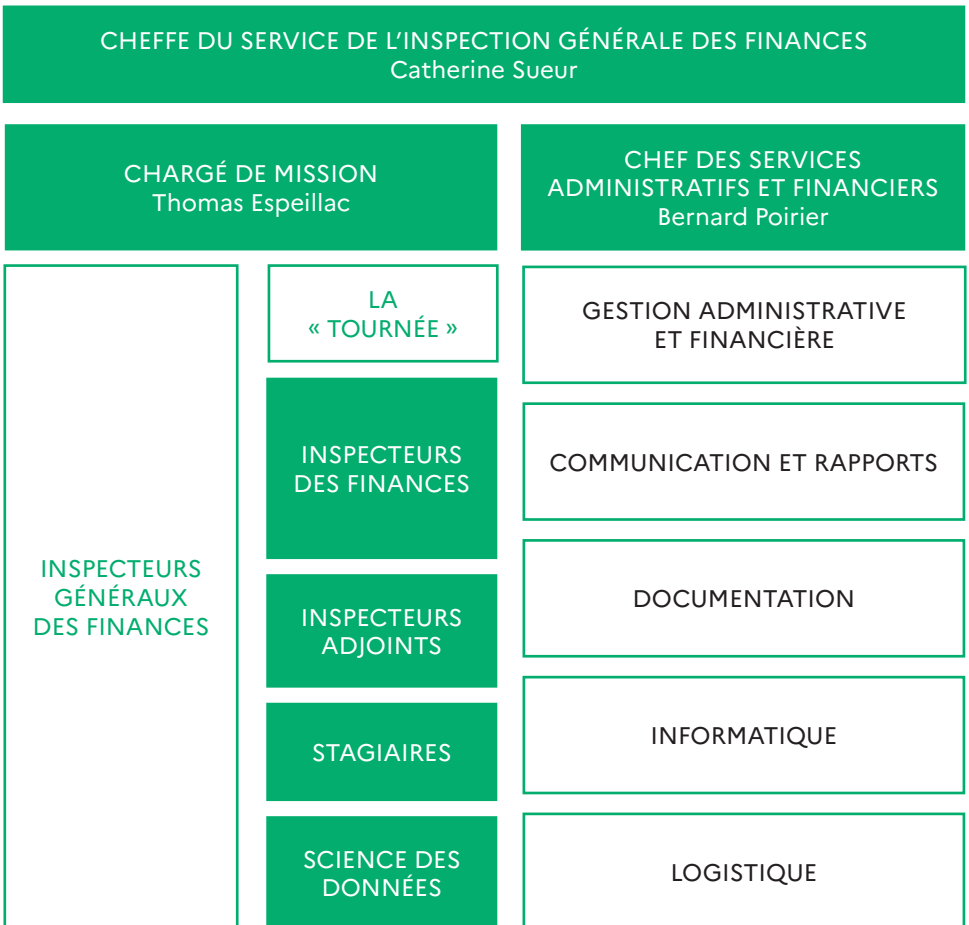 CHEFFE DU SERVICE DE L’INSPECTION GÉNÉRALE DES FINANCES
Catherine Sueur
CHARGÉ DE MISSION
Thomas Espeillac
CHEF DES SERVICES
ADMINISTRATIFS ET FINANCIERS
Bernard Poirier
INSPECTEURS
GÉNÉRAUX
DES FINANCES
LA
« TOURNÉE »
INSPECTEURS
DES FINANCES
INSPECTEURS
ADJOINTS
STAGIAIRES
SCIENCE DES
DONNÉES
GESTION ADMINISTRATIVE
ET FINANCIÈRE
COMMUNICATION ET RAPPORTS
DOCUMENTATION
INFORMATIQUE
LOGISTIQUE